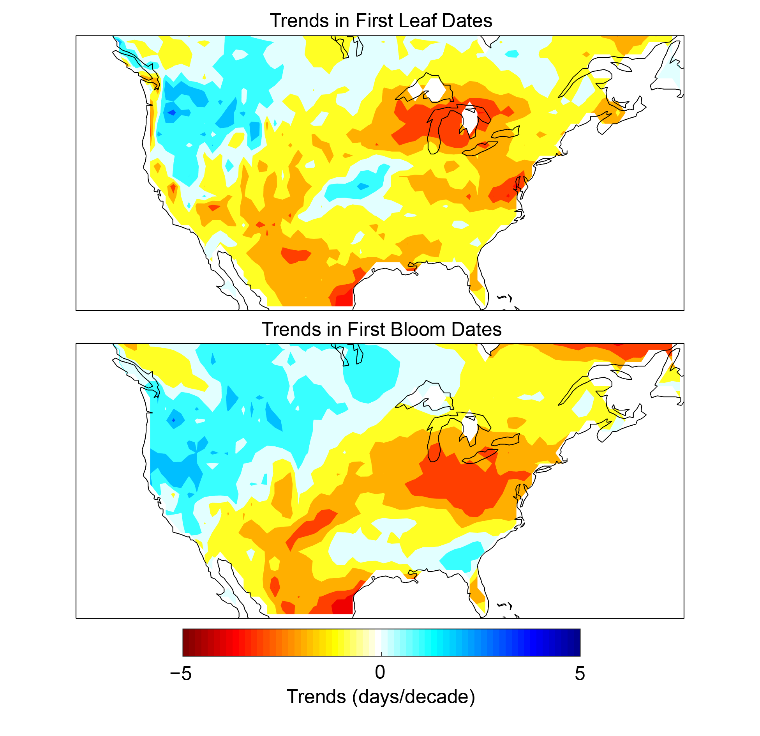 Trends in First Leaf Dates
Trends in First Bloom Dates
−5 0 5
Trends (days/decade)